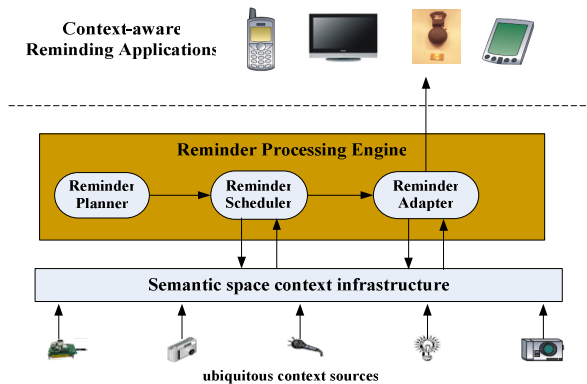 Context-aware
Reminding Applications
Reminder Processing Engine
Reminder
Planner
Reminder
Scheduler
Reminder
Adapter
Semantic space context infrastructure
ubiquitous context sources